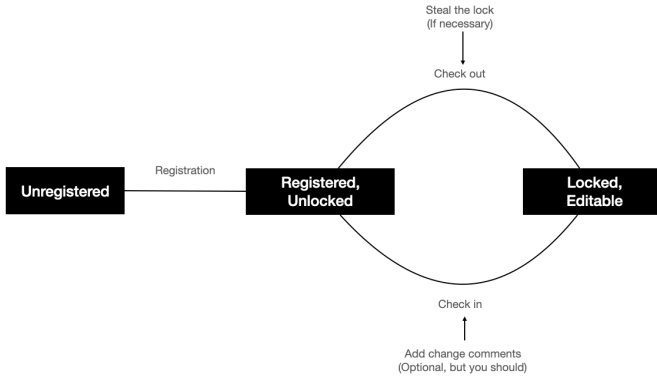 Steal the lock
(If necessary)
Check out
Registration
Unregistered
Registered,
Unlocked
Locked,
Editable
Check in
Add change comments
(Optional, but you should)